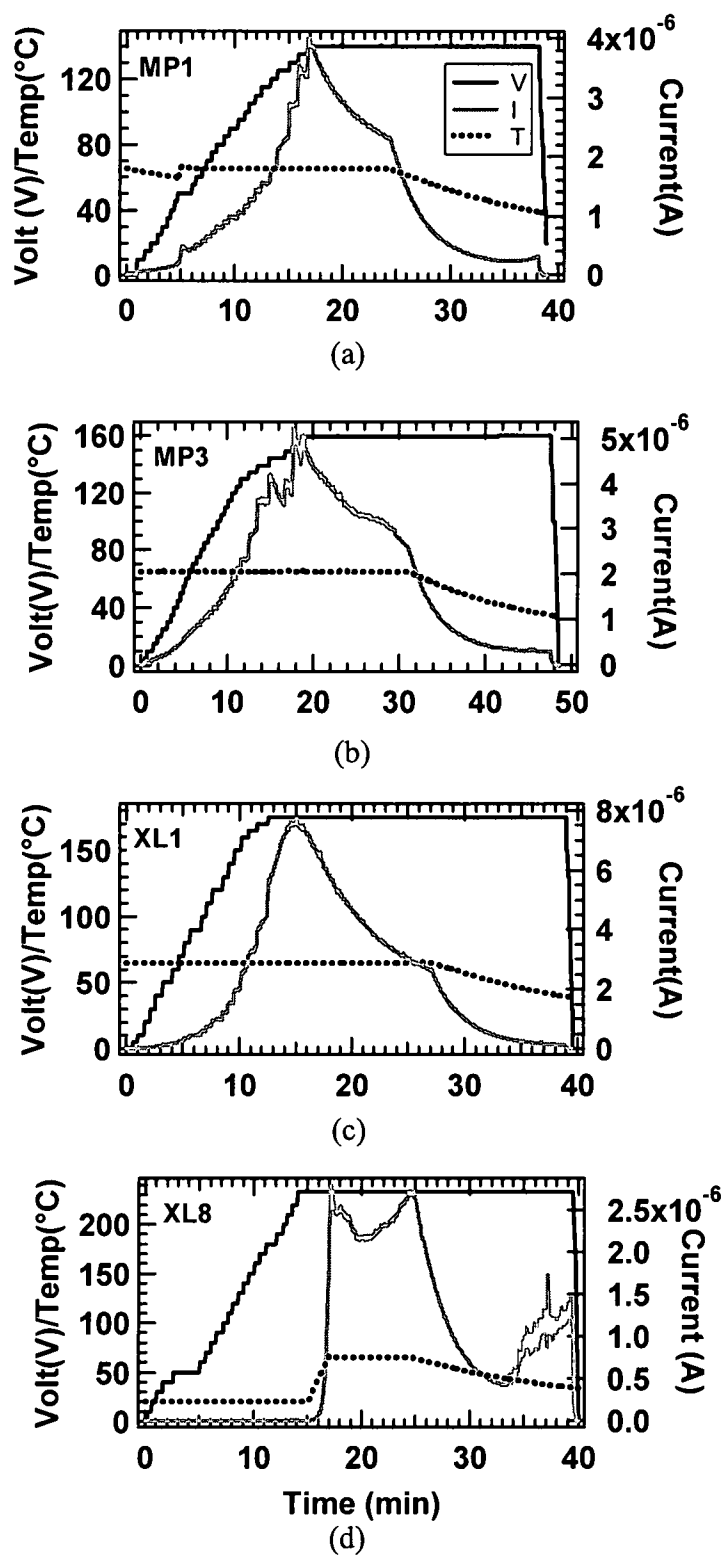 MP1
V
I
T
Volt (V)/Temp(°C)
120
80
40
0
4x10-6
3
2
1
0
Current(A)
0 10 20 30 40
(a)
MP3
Volt(V)/Temp(°C)
160
120
80
40
0
5x10-6
4
3
2
1
0
Current(A)
0 10 20 30 40 50
(b)
XL1
Volt(V)/Temp(°C)
150
100
50
0
8x10-6
6
4
2
0
Current(A)
0 10 20 30 40
(c)
XL8
Volt(V)/Temp(°C)
200
150
100
50
0
2.5x10-6
2.0
1.5
1.0
0.5
0.0
Current (A)
0 10 20 30 40
Time (min)
(d)